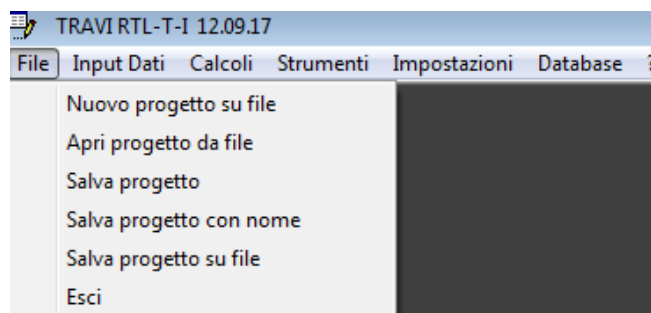 TRAVI RTL-T-I 12.09.17
File Input Dati Calcoli Strumenti Impostazioni Database ?
Nuovo progetto su file
Apri progetto da file
Salva progetto
Salva progetto con nome
Salva progetto su file
Esci